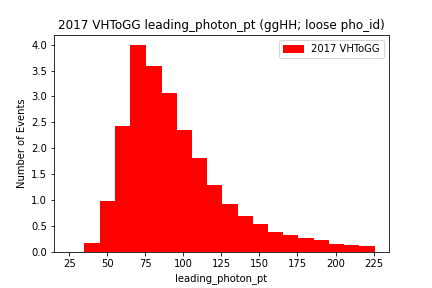 2017 VHToGG leading_photon_pt (ggHH; loose pho_id)
2017 VHToGG
4.0
3.5
3.0
2.5
2.0
1.5
1.0
0.5
0.0
Number of Events
25 50 75 100 125 150 175 200 225
leading_photon_pt